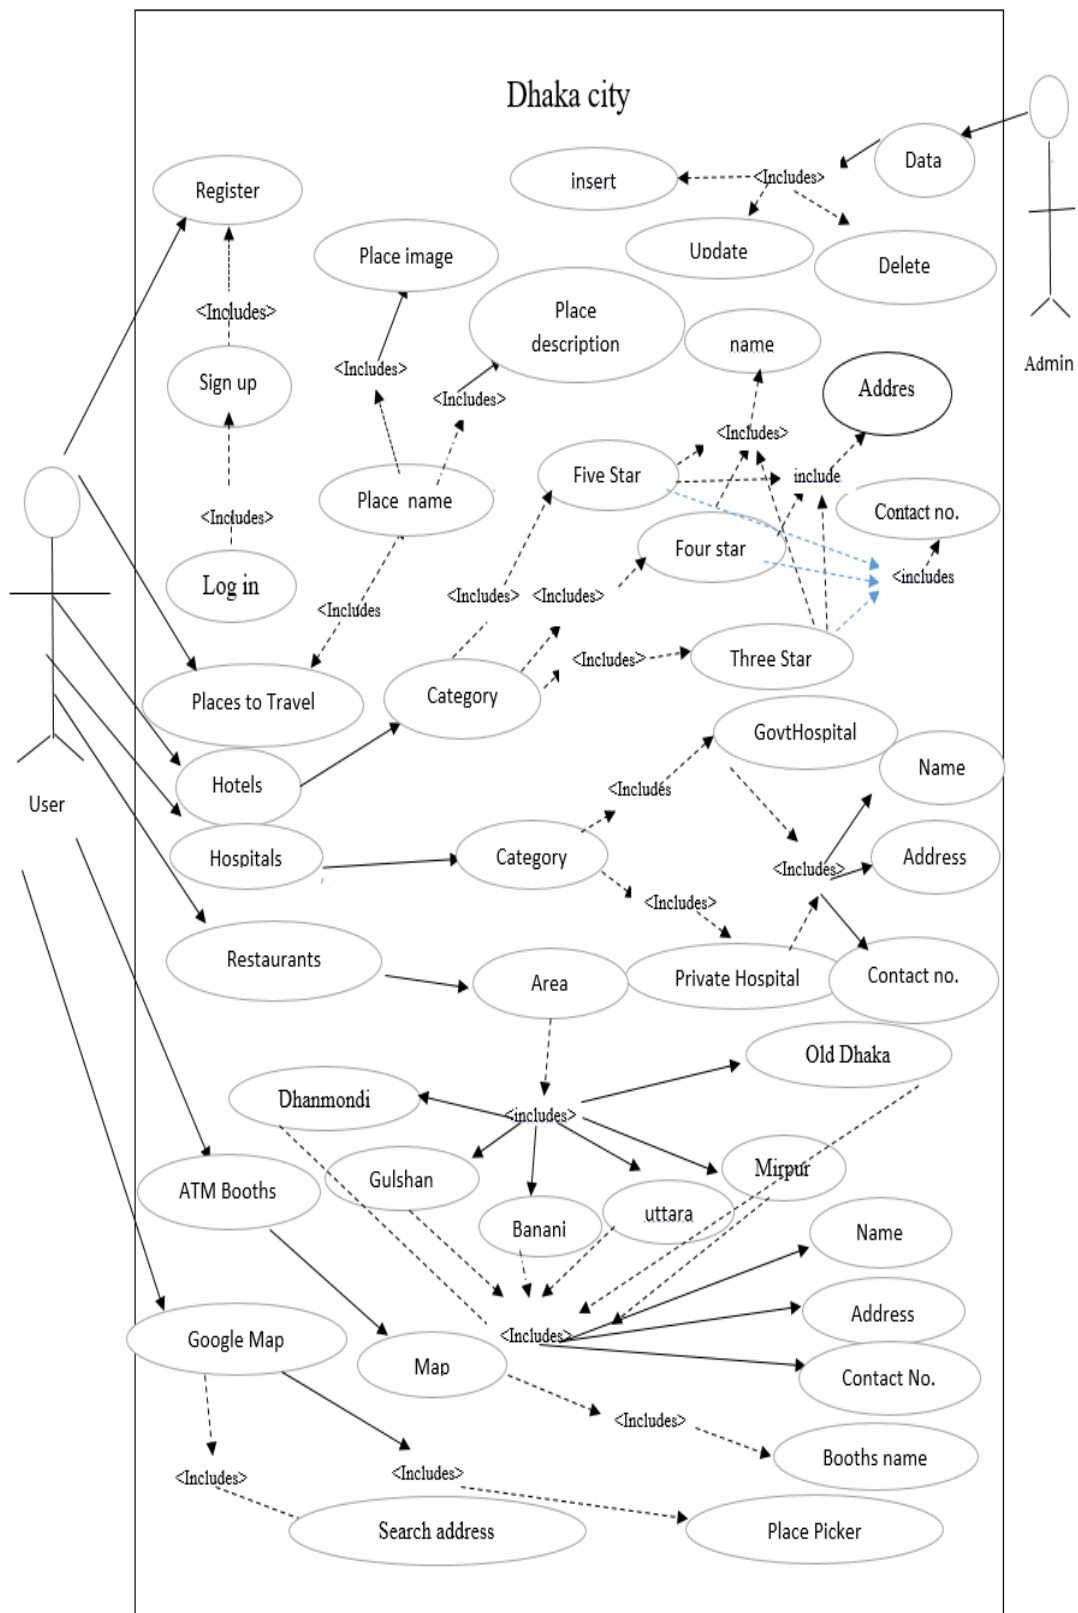 Dhaka city
Data
<Includes>
insert
Register
Update
Delete
Place image
Place
description
<Includes>
name
Admin
<Includes>
Sign up
Addres
<Includes>
<Includes>
Five Star
include
Place name
Contact no.
<Includes>
Four star
<includes
Log in
<Includes>
<Includes>
<Includes
<Includes>
Three Star
Places to Travel
Category
GovtHospital
Name
Hotels
<Includes
User
Hospitals
Category
<Includes>
Address
<Includes>
Restaurants
Area
Private Hospital
Contact no.
Old Dhaka
Dhanmondi
<includes>
Gulshan
Mirpur
ATM Booths
Banani
uttara
Name
Google Map
<Includes>
Address
Map
Contact No.
<Includes>
Booths name
<Includes>
<Includes>
Search address
Place Picker